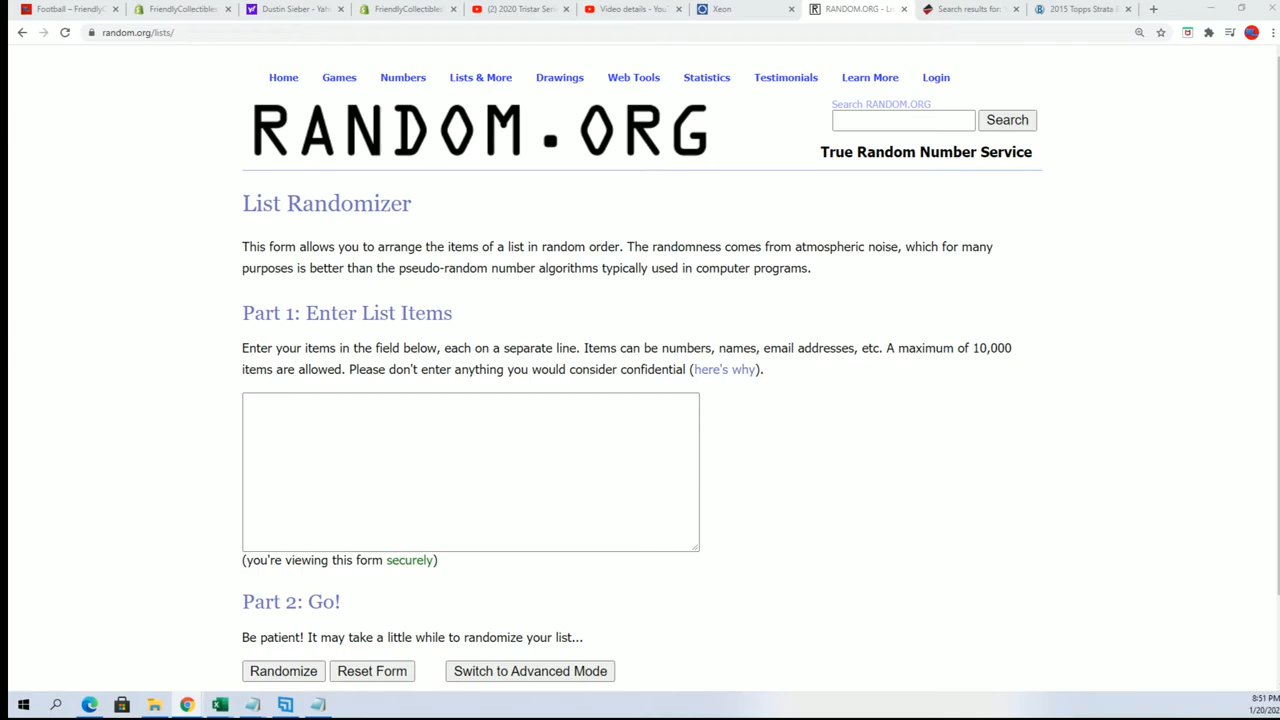 Football – FriendlyC
FriendlyCollectibles
Dustin Sieber - Yaho
FriendlyCollectibles
(2) 2020 Tristar Seri
Video details - You
Xeon
RANDOM.ORG - Li
Search results for:
2015 Topps Strata
random.org/lists/
Home Games Numbers Lists & More Drawings Web Tools Statistics Testimonials Learn More Login
RANDOM.ORG
Search RANDOM.ORG
Search
True Random Number Service
List Randomizer
This form allows you to arrange the items of a list in random order. The randomness comes from atmospheric noise, which for many
purposes is better than the pseudo-random number algorithms typically used in computer programs.
Part 1: Enter List Items
Enter your items in the field below, each on a separate line. Items can be numbers, names, email addresses, etc. A maximum of 10,000
items are allowed. Please don't enter anything you would consider confidential (here's why).
(you're viewing this form securely)
Part 2: Go!
Be patient! It may take a little while to randomize your list...
Randomize Reset Form Switch to Advanced Mode
8:51 PM
1/20/202